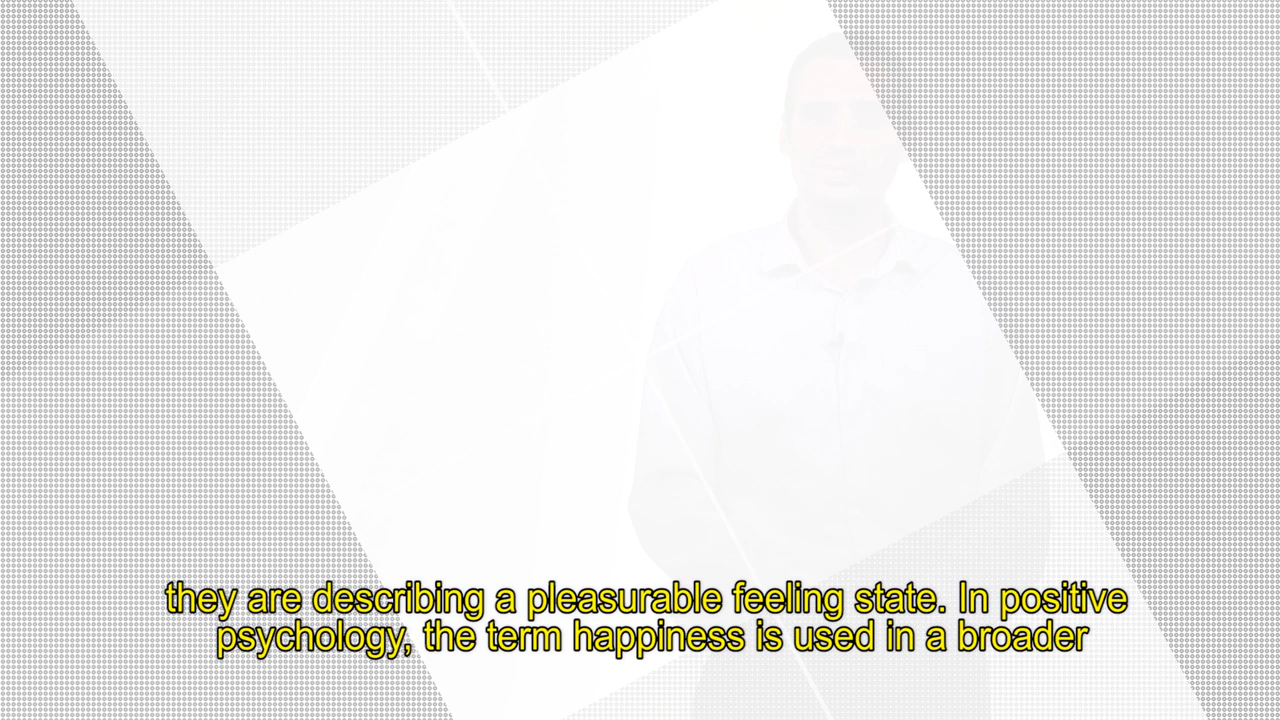 they are describing a pleasurable feeling state. In positive
psychology, the term happiness is used in a broader